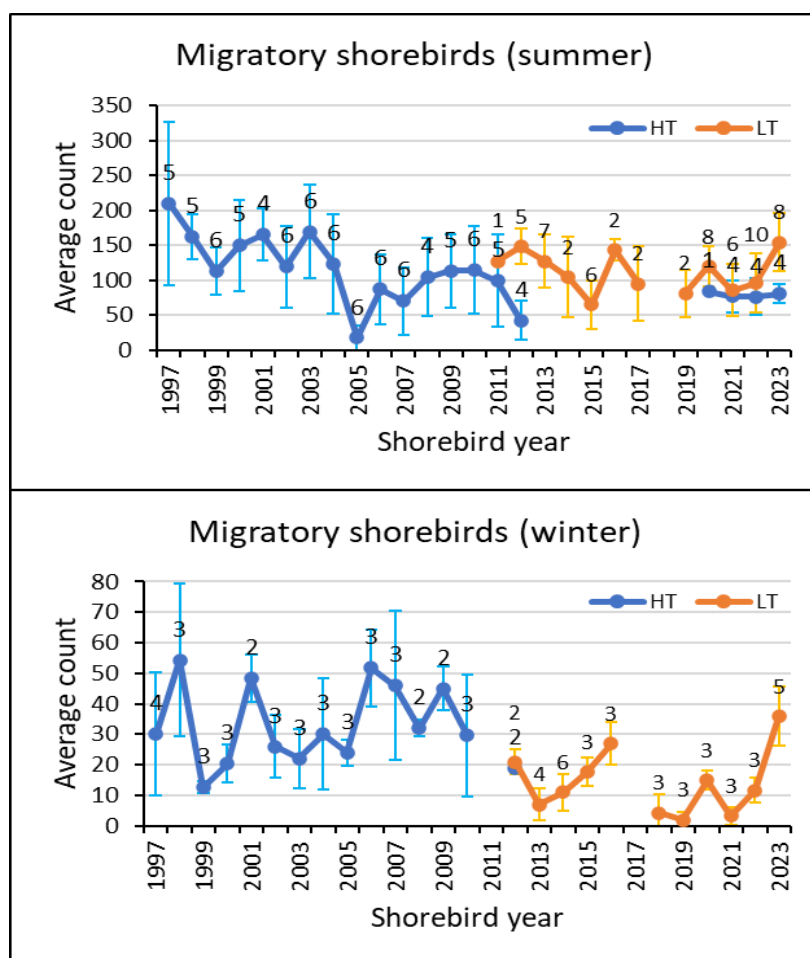 Migratory shorebirds (summer)
Average count
350
300
250
200
150
100
50
0
HT LT
5 5 6 5 4 6 6 6 6 6 6 4 5 6 5 4 1 4 4 4
1 5 7 2 6 2 2 2 8 6 10 8
1997 1999 2001 2003 2005 2007 2009 2011 2013 2015 2017 2019 2021 2023
Shorebird year
Migratory shorebirds (winter)
Average count
80
70
60
50
40
30
20
10
0
HT LT
4 3 3 3 2 3 3 3 3 3 3 2 2 3 2
2 4 6 3 3 3 3 3 3 3 5
1997 1999 2001 2003 2005 2007 2009 2011 2013 2015 2017 2019 2021 2023
Shorebird year